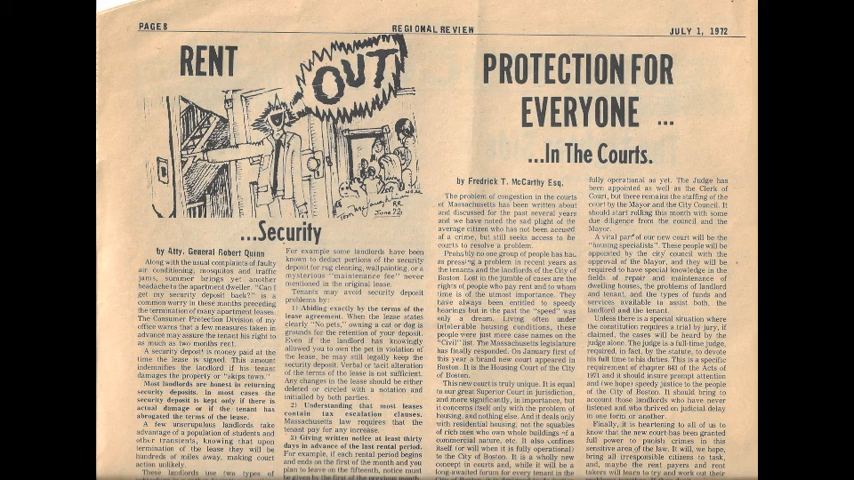 PAGE 8
REGIONAL REVIEW
JULY 1, 1972
RENT
OUT
...Security
by Atty. General Robert Quinn
Along with the usual complaints of faulty
air conditioning, mosquitos and traffic
jams, summer brings yet another
headache to the apartment dweller. "Can I
get my security deposit back?" is a
common worry in these months preceding
the termination of many apartment leases.
The Consumer Protection Division of my
office warns that a few measures taken in
advance may assure the tenant his right to
as much as two months rent.
A security deposit is money paid at the
time the lease is signed. This amount
indemnifies the landlord if his tenant
damages the property or "skips town."
Most landlords are honest in returning
security deposits. In most cases the
security deposit is kept only if there is
actual damage or if the tenant has
abrogated the terms of the lease.
A few unscrupulous landlords take
advantage of a population of students and
other transients, knowing that upon
termination of the lease they will be
hundreds of miles away, making court
action unlikely.
These landlords use two types of
For example some landlords have been
known to deduct portions of the security
deposit for rug cleaning, wall painting, or a
mysterious "maintenance fee" never
mentioned in the original lease.
Tenants may avoid security deposit
problems by:
1) Abiding exactly by the terms of the
lease agreement. When the lease states
clearly "No pets," owning a cat or dog is
grounds for the retention of your deposit.
Even if the landlord has knowingly
allowed you to own the pet in violation of
the lease, he may still legally keep the
security deposit. Verbal or tacit alteration
of the terms of the lease is not sufficient.
Any changes in the lease should be either
deleted or circled with a notation and
initialed by both parties.
2) Understanding that most leases
contain tax escalation clauses.
Massachusetts law requires that the
tenant pay for any increase.
3) Giving written notice at least thirty
days in advance of the last rental period.
For example, if each rental period begins
and ends on the first of the month and you
plan to leave on the fifteenth, notice must
be given by the first of the previous month.
PROTECTION FOR
EVERYONE ...
...In The Courts.
by Fredrick T. McCarthy Esq.
The problem of congestion in the courts
of Massachusetts has been written about
and discussed for the past several years
and we have noted the sad plight of the
average citizen who has not been accused
of a crime, but still seeks access to he
courts to resolve a problem.
Probably no one group of people has had
as pressing a problem in recent years as
the tenants and the landlords of the City of
Boston. Lost in the jumble of cases are the
rights of people who pay rent and to whom
time is of the utmost importance. They
have always been entitled to speedy
hearings but in the past the "speed" was
only a dream. Living often under
intolerable housing conditions, these
people were just more case names on the
"Civil" list. The Massachusetts legislature
has finally responded. On January first of
this year a brand new court appeared in
Boston. It is the Housing Court of the City
of Boston.
This new court is truly unique. It is equal
to our great Superior Court in jurisdiction,
and more significantly, in importance, but
it concerns itself only with the problem of
housing, and nothing else. And it deals only
with residential housing, not the squabbles
of rich men who own whole buildings of a
commercial nature, etc. It also confines
itself (or will when it is fully operational)
to the City of Boston. It is a wholly new
concept in courts and, while it will be a
long-awaited forum for every tenant in the
fully operational as yet. The Judge has
been appointed as well as the Clerk of
Court, but there remains the staffing of the
court by the Mayor and the City Council. It
should start rolling this month with some
due diligence from the council and the
Mayor.
A vital part of our new court will be the
"housing specialists". These people will be
appointed by the city council with the
approval of the Mayor, and they will be
required to have special knowledge in the
fields of repair and maintenance of
dwelling houses, the problems of landlord
and tenant, and the types of funds and
services available to assist both, the
landlord and the tenant.
Unless there is a special situation where
the constitution requires a trial by jury, if
claimed, the cases will be heard by the
judge alone. The judge is a full-time judge,
required, in fact, by the statute, to devote
his full time to his duties. This is a specific
requirement of chapter 843 of the Acts of
1971 and it should insure prompt attention
and (we hope) speedy justice to the people
of the City of Boston. It should bring to
account those landlords who have never
listened and who thrived on judicial delay
in one form or another.
Finally, it is heartening to all of us to
know that the new court has been granted
full power to punish crimes in this
sensitive area of the law. It will, we hope,
bring all irresponsible citizens to task,
and, maybe the rent payers and rent
takers will learn to try and work out their